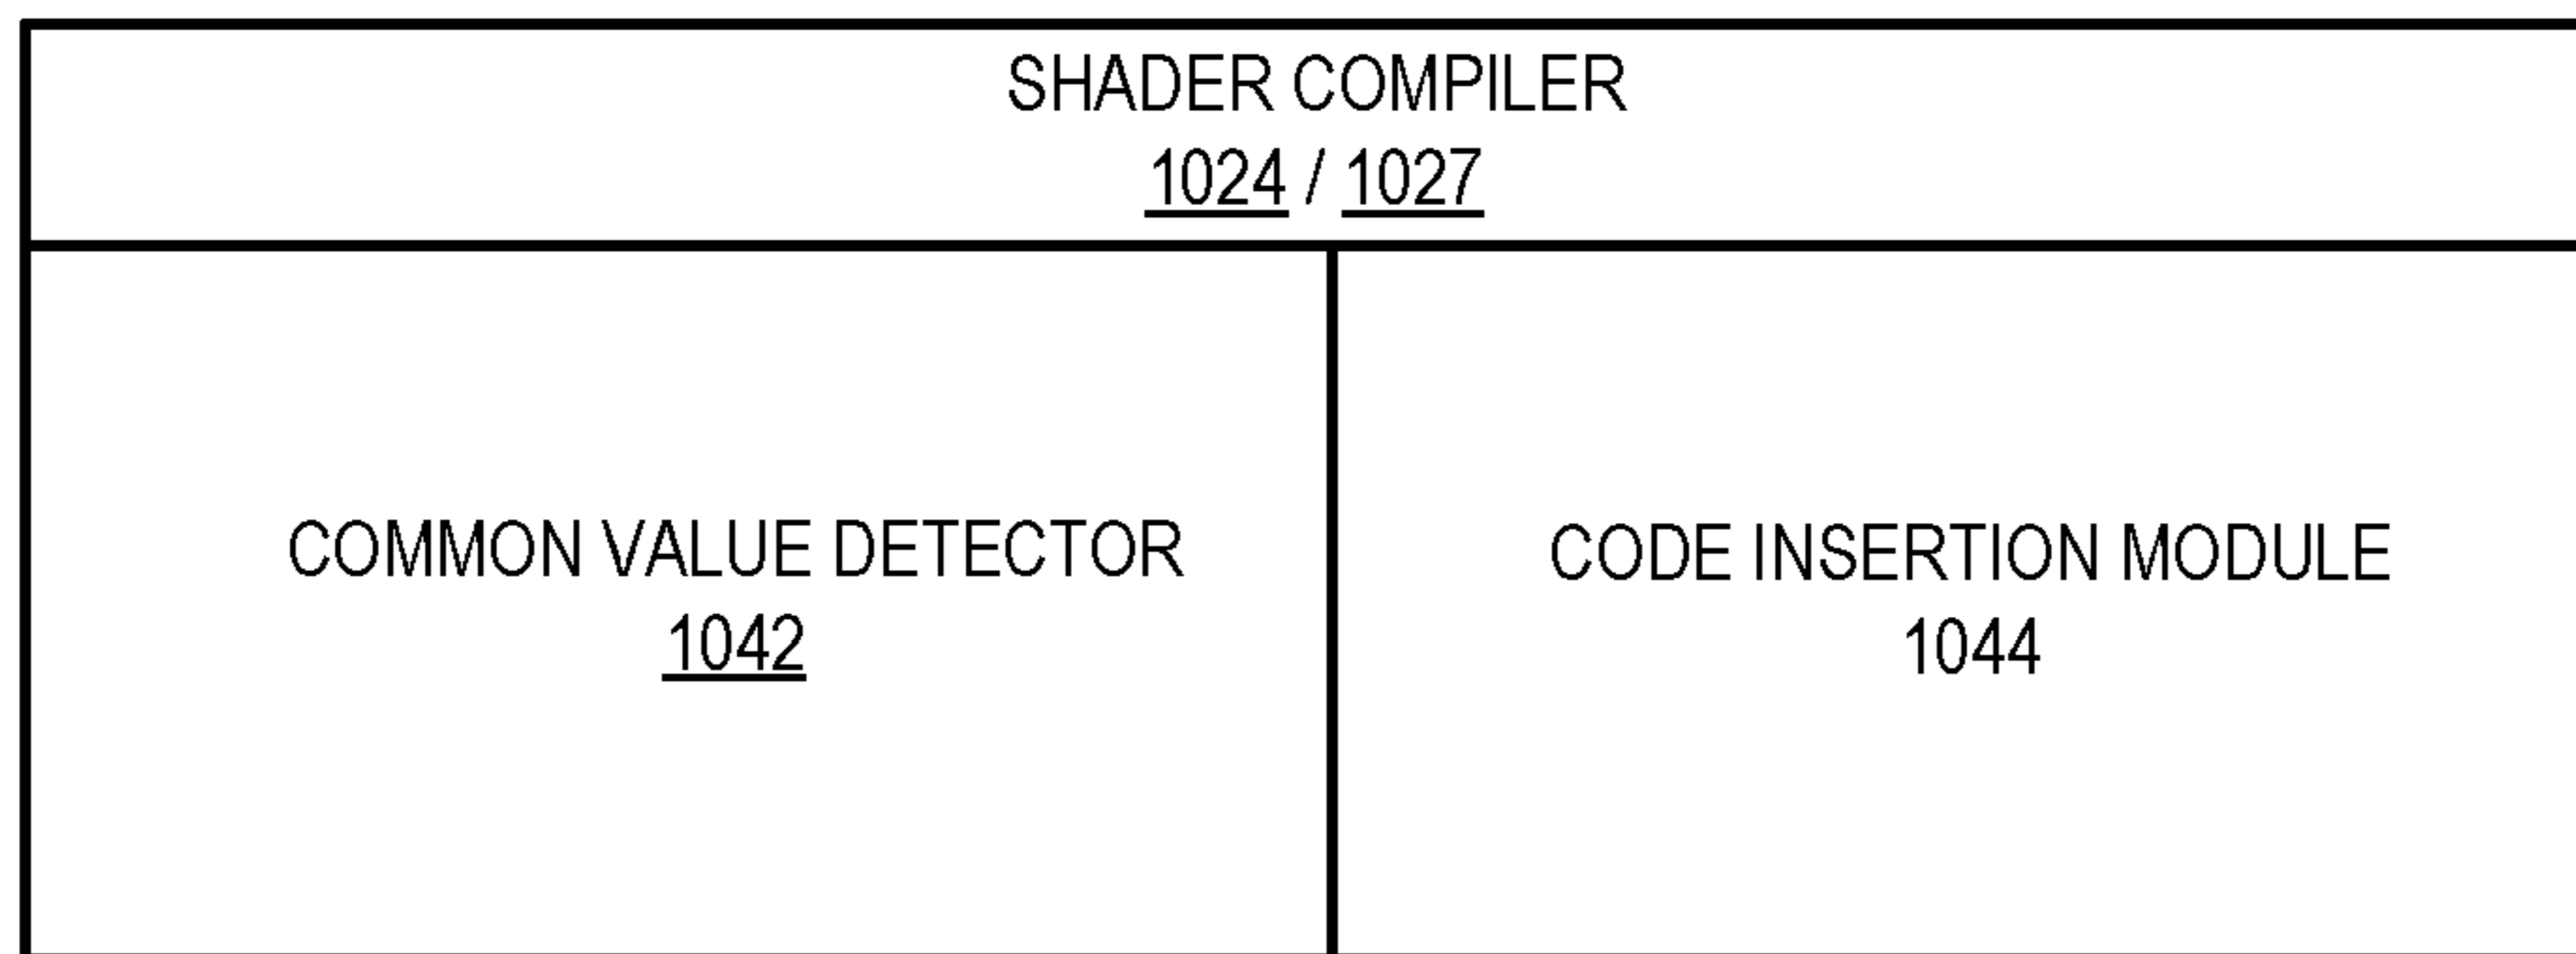 SHADER COMPILER
1024 / 1027
COMMON VALUE DETECTOR
1042
CODE INSERTION MODULE
1044